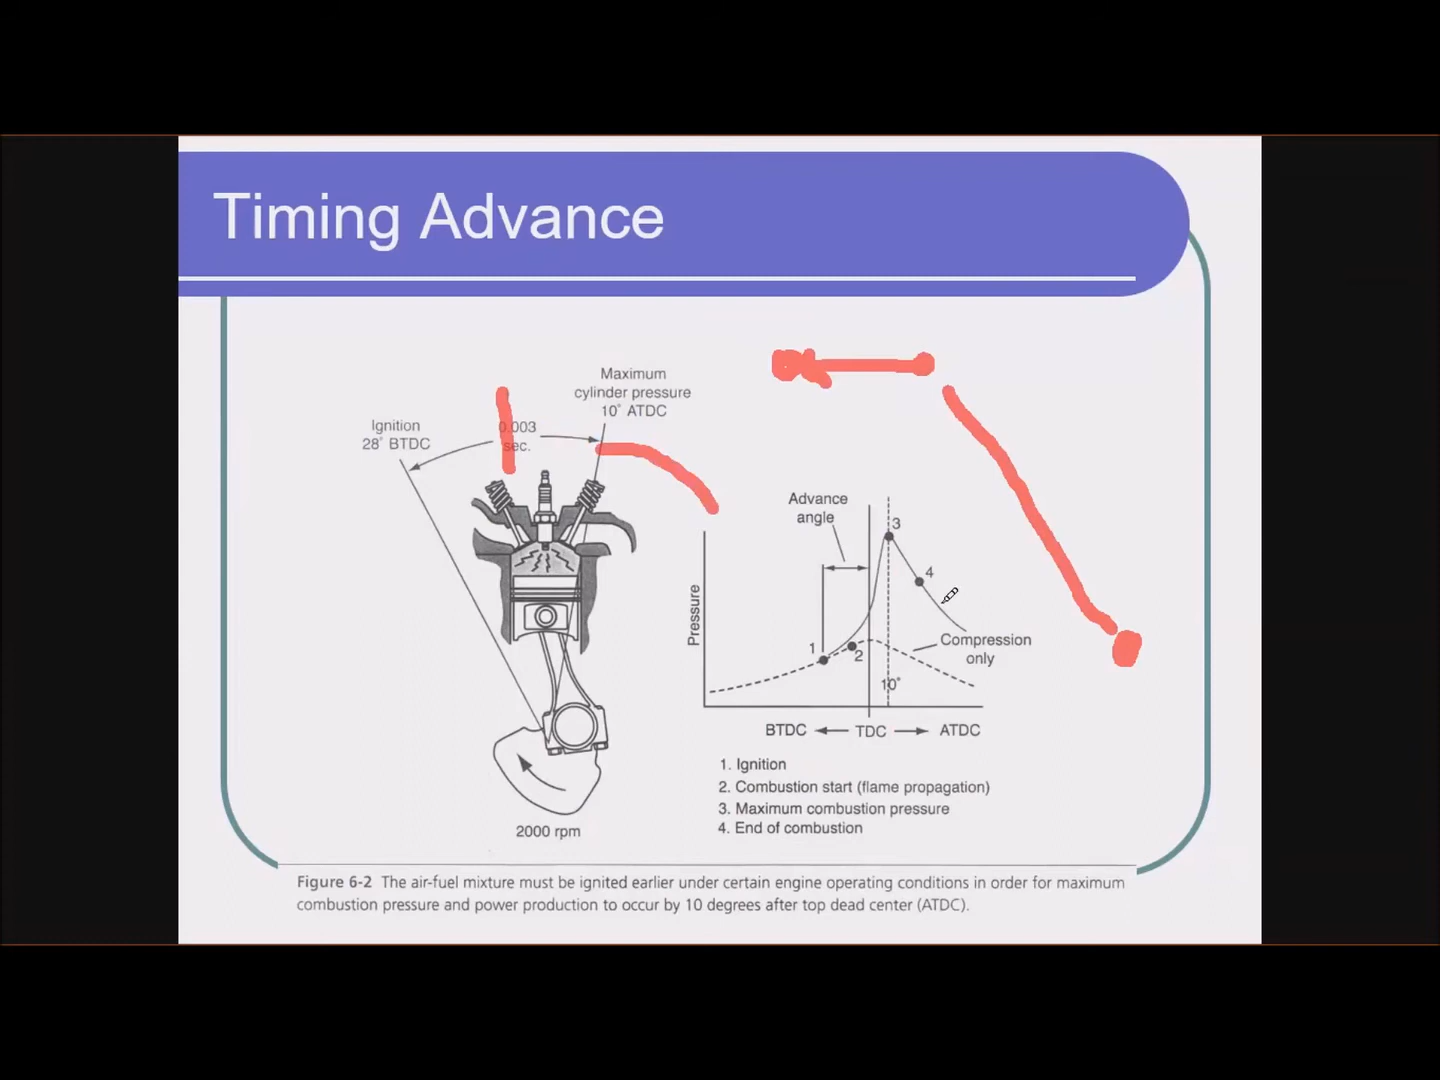 Timing Advance
Maximum
cylinder pressure
10° ATDC
Ignition
28° BTDC
0.003
sec.
2000 rpm
Advance
angle
Pressure
1
2
3
4
Compression
only
10°
BTDC
TDC
ATDC
1. Ignition
2. Combustion start (flame propagation)
3. Maximum combustion pressure
4. End of combustion
Figure 6-2 The air-fuel mixture must be ignited earlier under certain engine operating conditions in order for maximum
combustion pressure and power production to occur by 10 degrees after top dead center (ATDC).